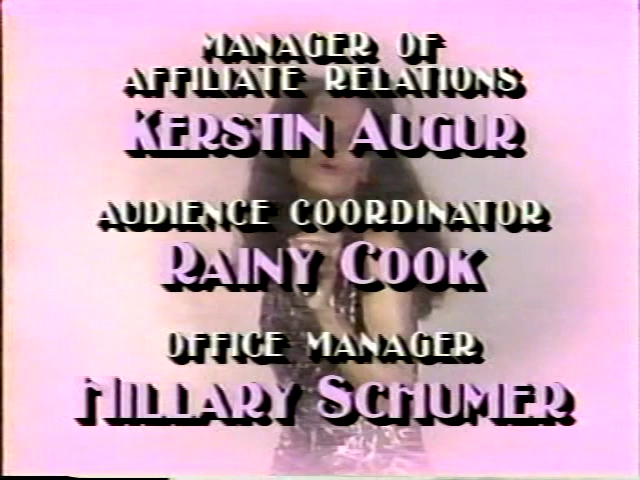 MANAGER OF
AFFILIATE RELATIONS
KERSTIN AUGUR
AUDIENCE COORDINATOR
RAINY COOK
OFFICE MANAGER
HILLARY SCHUMER